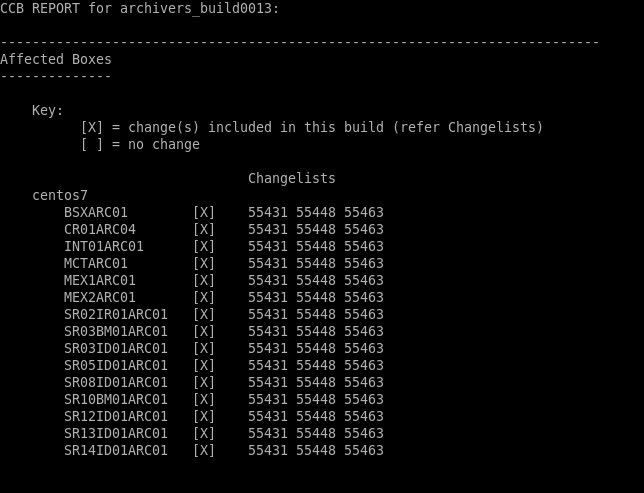 CCB REPORT for archivers_build0013:
---------------------------------------------------------------------------
Affected Boxes
--------------
Key:
[X] = change(s) included in this build (refer Changelists)
[ ] = no change
Changelists
centos7
BSXARC01 [X] 55431 55448 55463
CR01ARC04 [X] 55431 55448 55463
INT01ARC01 [X] 55431 55448 55463
MCTARC01 [X] 55431 55448 55463
MEX1ARC01 [X] 55431 55448 55463
MEX2ARC01 [X] 55431 55448 55463
SR02IR01ARC01 [X] 55431 55448 55463
SR03BM01ARC01 [X] 55431 55448 55463
SR03ID01ARC01 [X] 55431 55448 55463
SR05ID01ARC01 [X] 55431 55448 55463
SR08ID01ARC01 [X] 55431 55448 55463
SR10BM01ARC01 [X] 55431 55448 55463
SR12ID01ARC01 [X] 55431 55448 55463
SR13ID01ARC01 [X] 55431 55448 55463
SR14ID01ARC01 [X] 55431 55448 55463